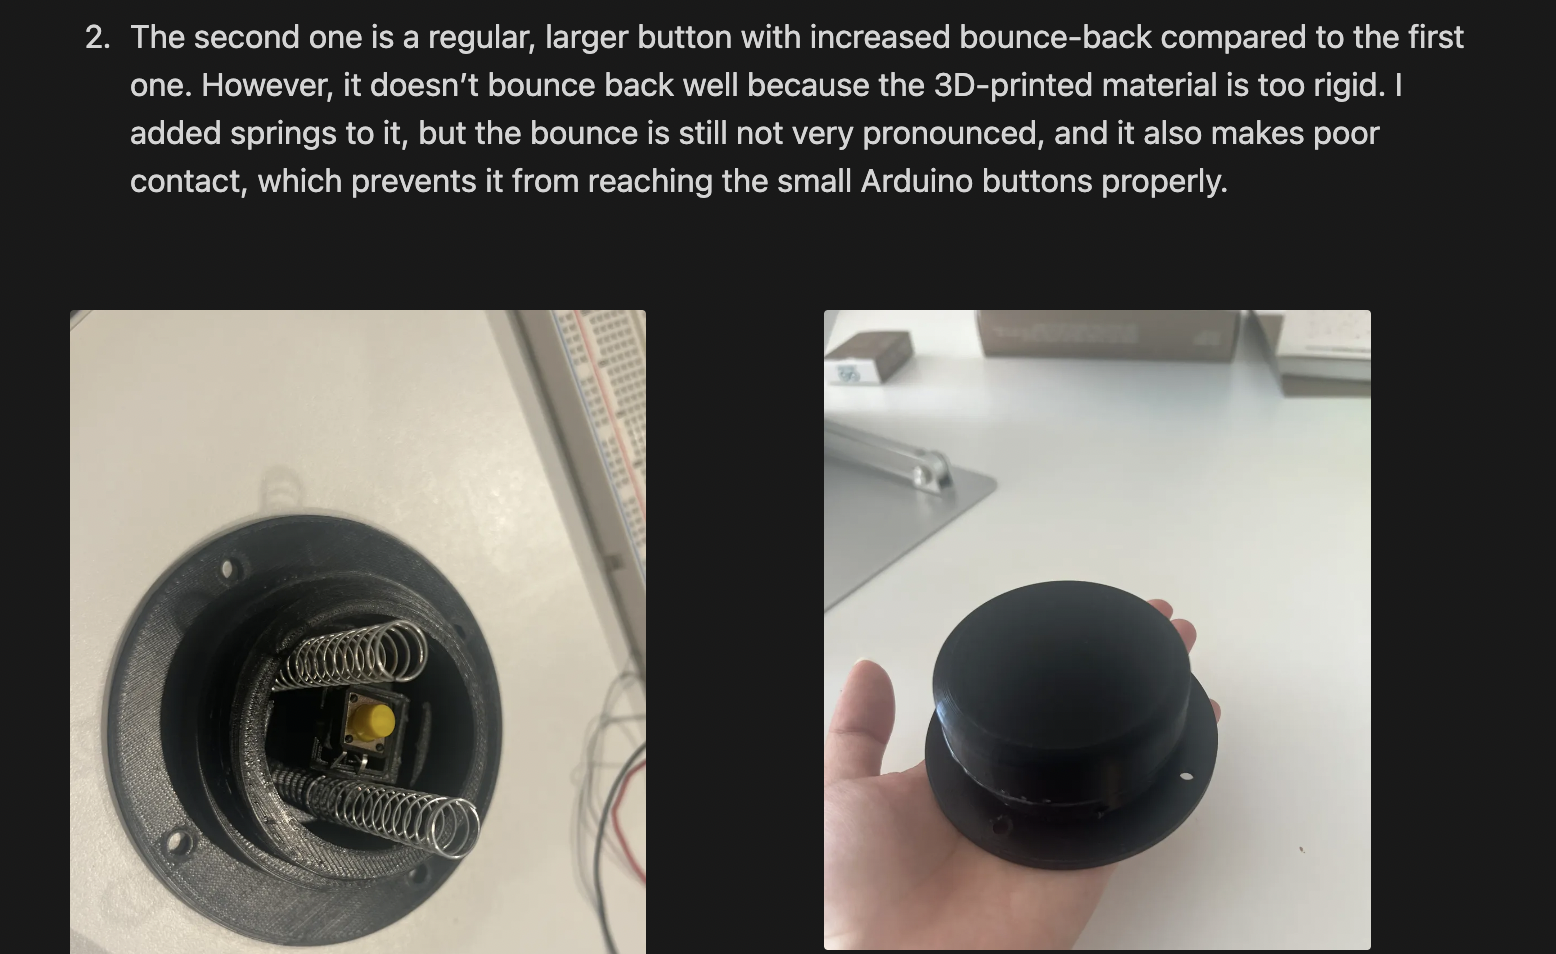 2. The second one is a regular, larger button with increased bounce-back compared to the first
one. However, it doesn’t bounce back well because the 3D-printed material is too rigid. I
added springs to it, but the bounce is still not very pronounced, and it also makes poor
contact, which prevents it from reaching the small Arduino buttons properly.